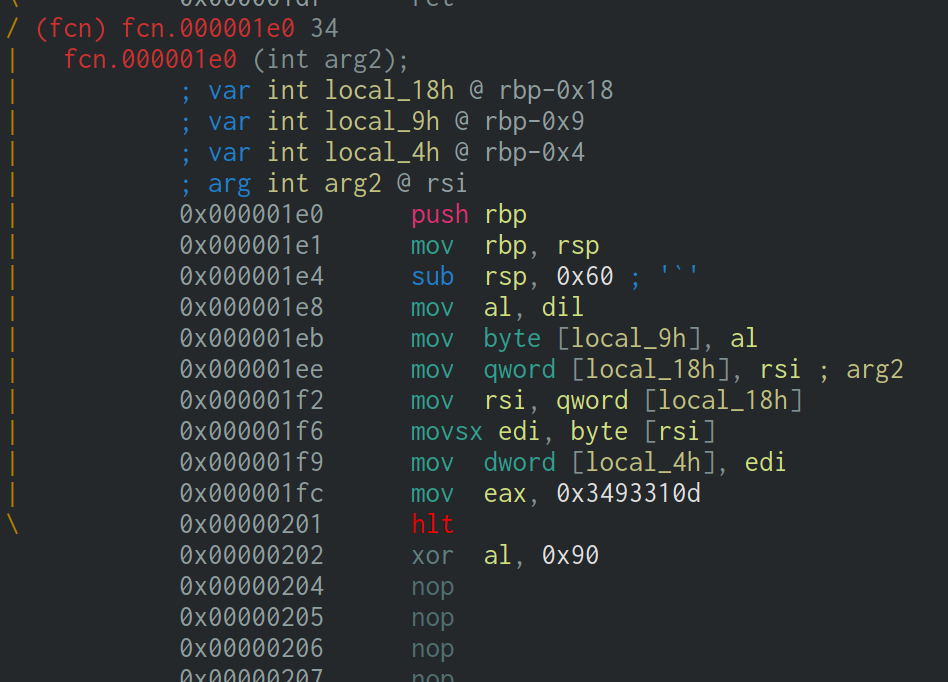 0x000001df ret
/ (fcn) fcn.000001e0 34
| fcn.000001e0 (int arg2);
| ; var int local_18h @ rbp-0x18
| ; var int local_9h @ rbp-0x9
| ; var int local_4h @ rbp-0x4
| ; arg int arg2 @ rsi
| 0x000001e0 push rbp
| 0x000001e1 mov rbp, rsp
| 0x000001e4 sub rsp, 0x60 ; '`'
| 0x000001e8 mov al, dil
| 0x000001eb mov byte [local_9h], al
| 0x000001ee mov qword [local_18h], rsi ; arg2
| 0x000001f2 mov rsi, qword [local_18h]
| 0x000001f6 movsx edi, byte [rsi]
| 0x000001f9 mov dword [local_4h], edi
| 0x000001fc mov eax, 0x3493310d
\ 0x00000201 hlt
0x00000202 xor al, 0x90
0x00000204 nop
0x00000205 nop
0x00000206 nop
0x00000207 nop